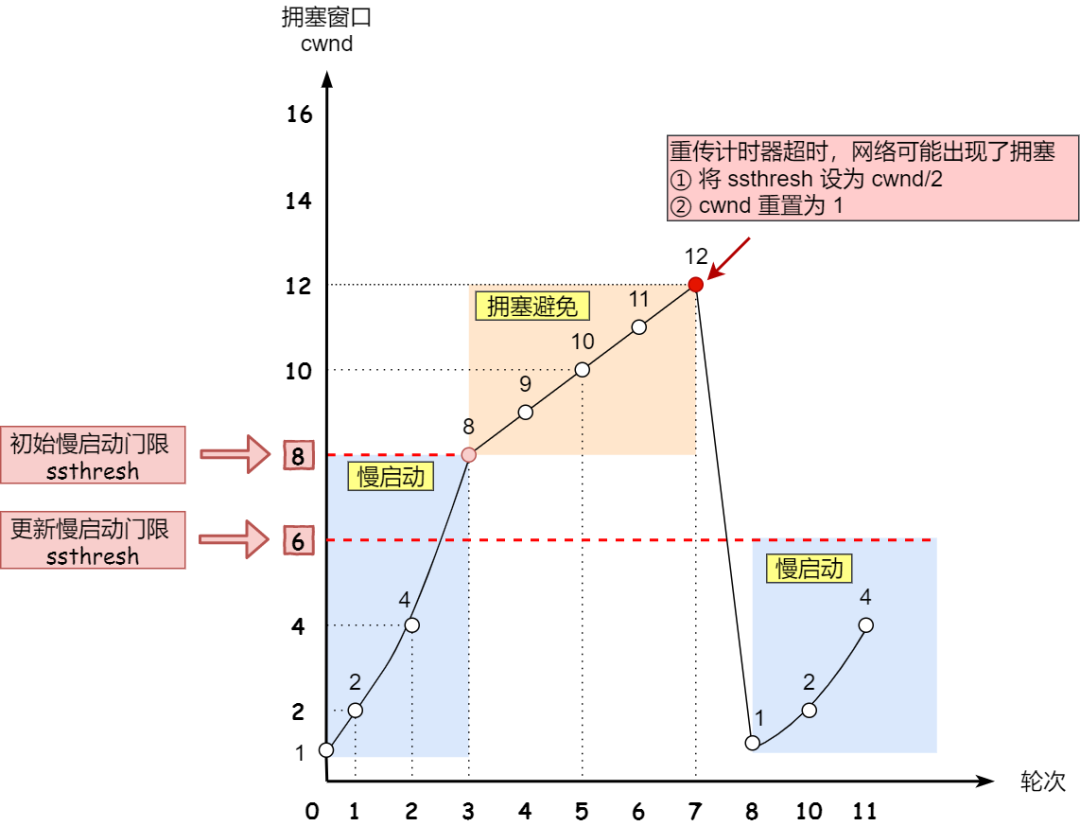 拥塞窗口
cwnd
16
重传计时器超时，网络可能出现了拥塞
① 将 ssthresh 设为 cwnd/2
② cwnd 重置为 1
14
12
12
拥塞避免
11
10
10
9
8
初始慢启动门限
ssthresh
8
慢启动
更新慢启动门限
ssthresh
6
慢启动
4
4
4
2
2
2
1
1
轮次
0 1 2 3 4 5 6 7 8 10 11